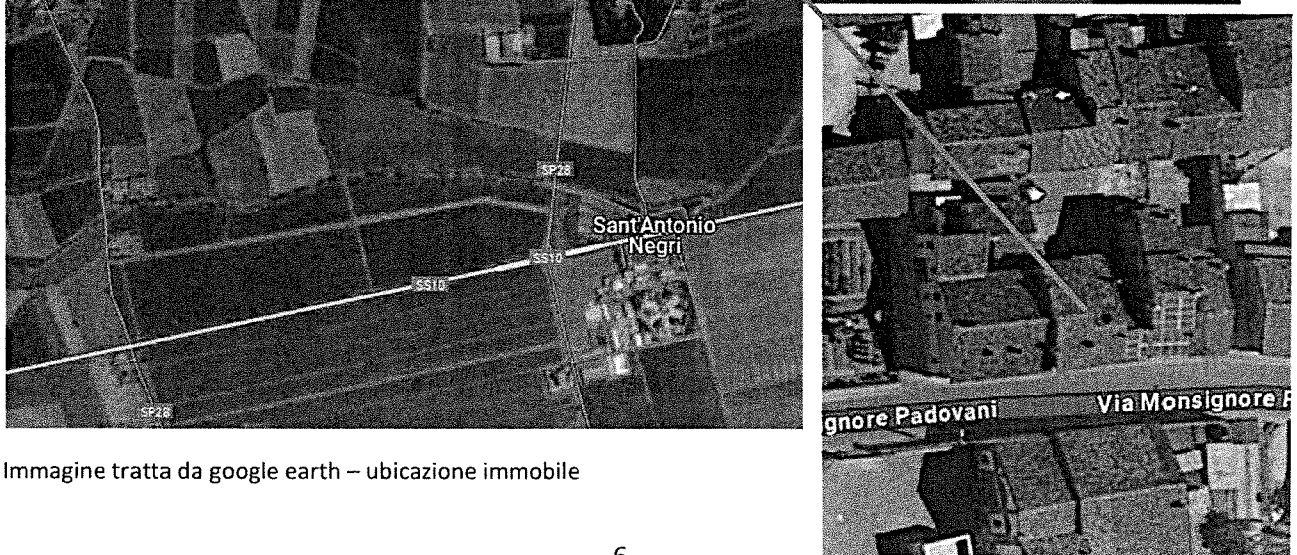 SP28
Sant'Antonio
Negri
SS10
SS10
SP28
gnore Padovani
Via Monsignore P
Immagine tratta da google earth – ubicazione immobile
6